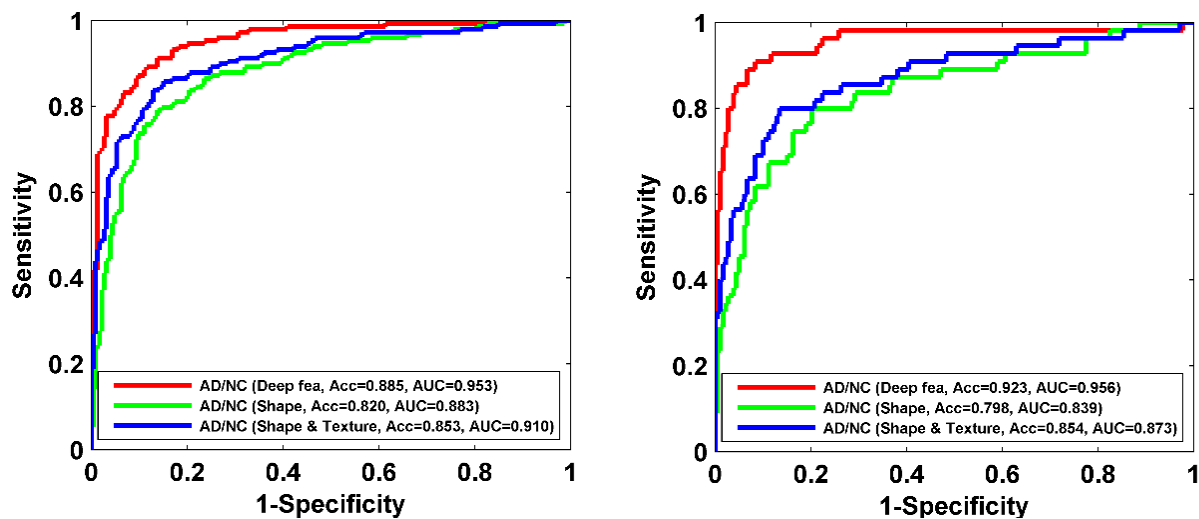 1
0.8
0.6
0.4
0.2
0
Sensitivity
AD/NC (Deep fea, Acc=0.885, AUC=0.953)
AD/NC (Shape, Acc=0.820, AUC=0.883)
AD/NC (Shape & Texture, Acc=0.853, AUC=0.910)
0 0.2 0.4 0.6 0.8 1
1-Specificity
1
0.8
0.6
0.4
0.2
0
Sensitivity
AD/NC (Deep fea, Acc=0.923, AUC=0.956)
AD/NC (Shape, Acc=0.798, AUC=0.839)
AD/NC (Shape & Texture, Acc=0.854, AUC=0.873)
0 0.2 0.4 0.6 0.8 1
1-Specificity